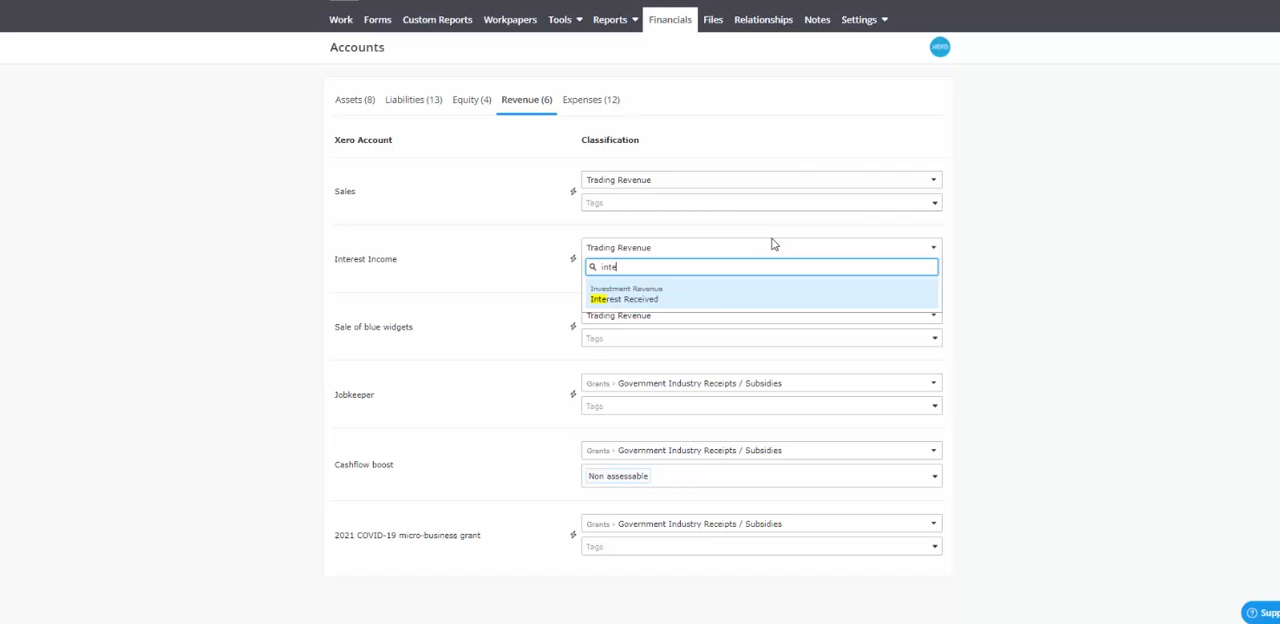 Work Forms Custom Reports Workpapers Tools Reports Financials Files Relationships Notes Settings
Accounts
xero
Assets (8) Liabilities (13) Equity (4) Revenue (6) Expenses (12)
Xero Account Classification
Trading Revenue
Sales
Tags
Trading Revenue
Interest Income
inte
Investment Revenue
Interest Received
Trading Revenue
Sale of blue widgets
Tags
Grants › Government Industry Receipts / Subsidies
Jobkeeper
Tags
Grants › Government Industry Receipts / Subsidies
Cashflow boost
Non assessable
Grants › Government Industry Receipts / Subsidies
2021 COVID-19 micro-business grant
Tags
Supp